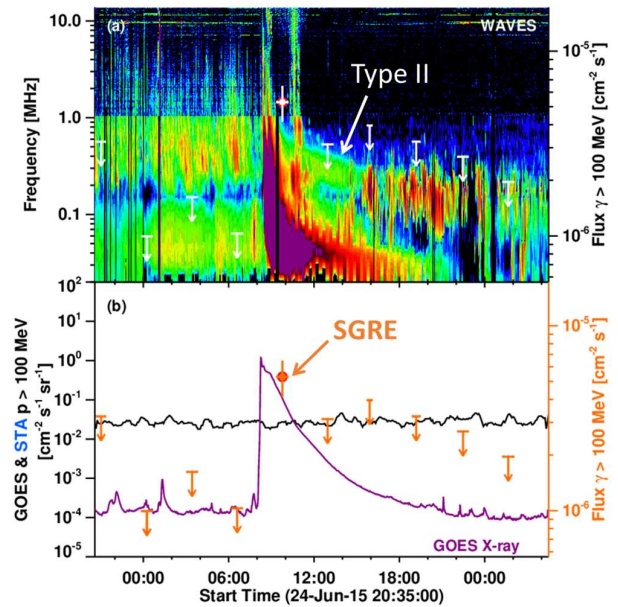 (a)
WAVES
Type II
10.0
1.0
0.1
Frequency [MHz]
10⁻⁵
10⁻⁶
Flux γ > 100 MeV [cm⁻² s⁻¹]
(b)
SGRE
GOES X-ray
10²
10¹
10⁰
10⁻¹
10⁻²
10⁻³
10⁻⁴
10⁻⁵
GOES & STA p > 100 MeV
[cm⁻² s⁻¹ sr⁻¹]
10⁻⁵
10⁻⁶
Flux γ > 100 MeV [cm⁻² s⁻¹]
00:00 06:00 12:00 18:00 00:00
Start Time (24-Jun-15 20:35:00)